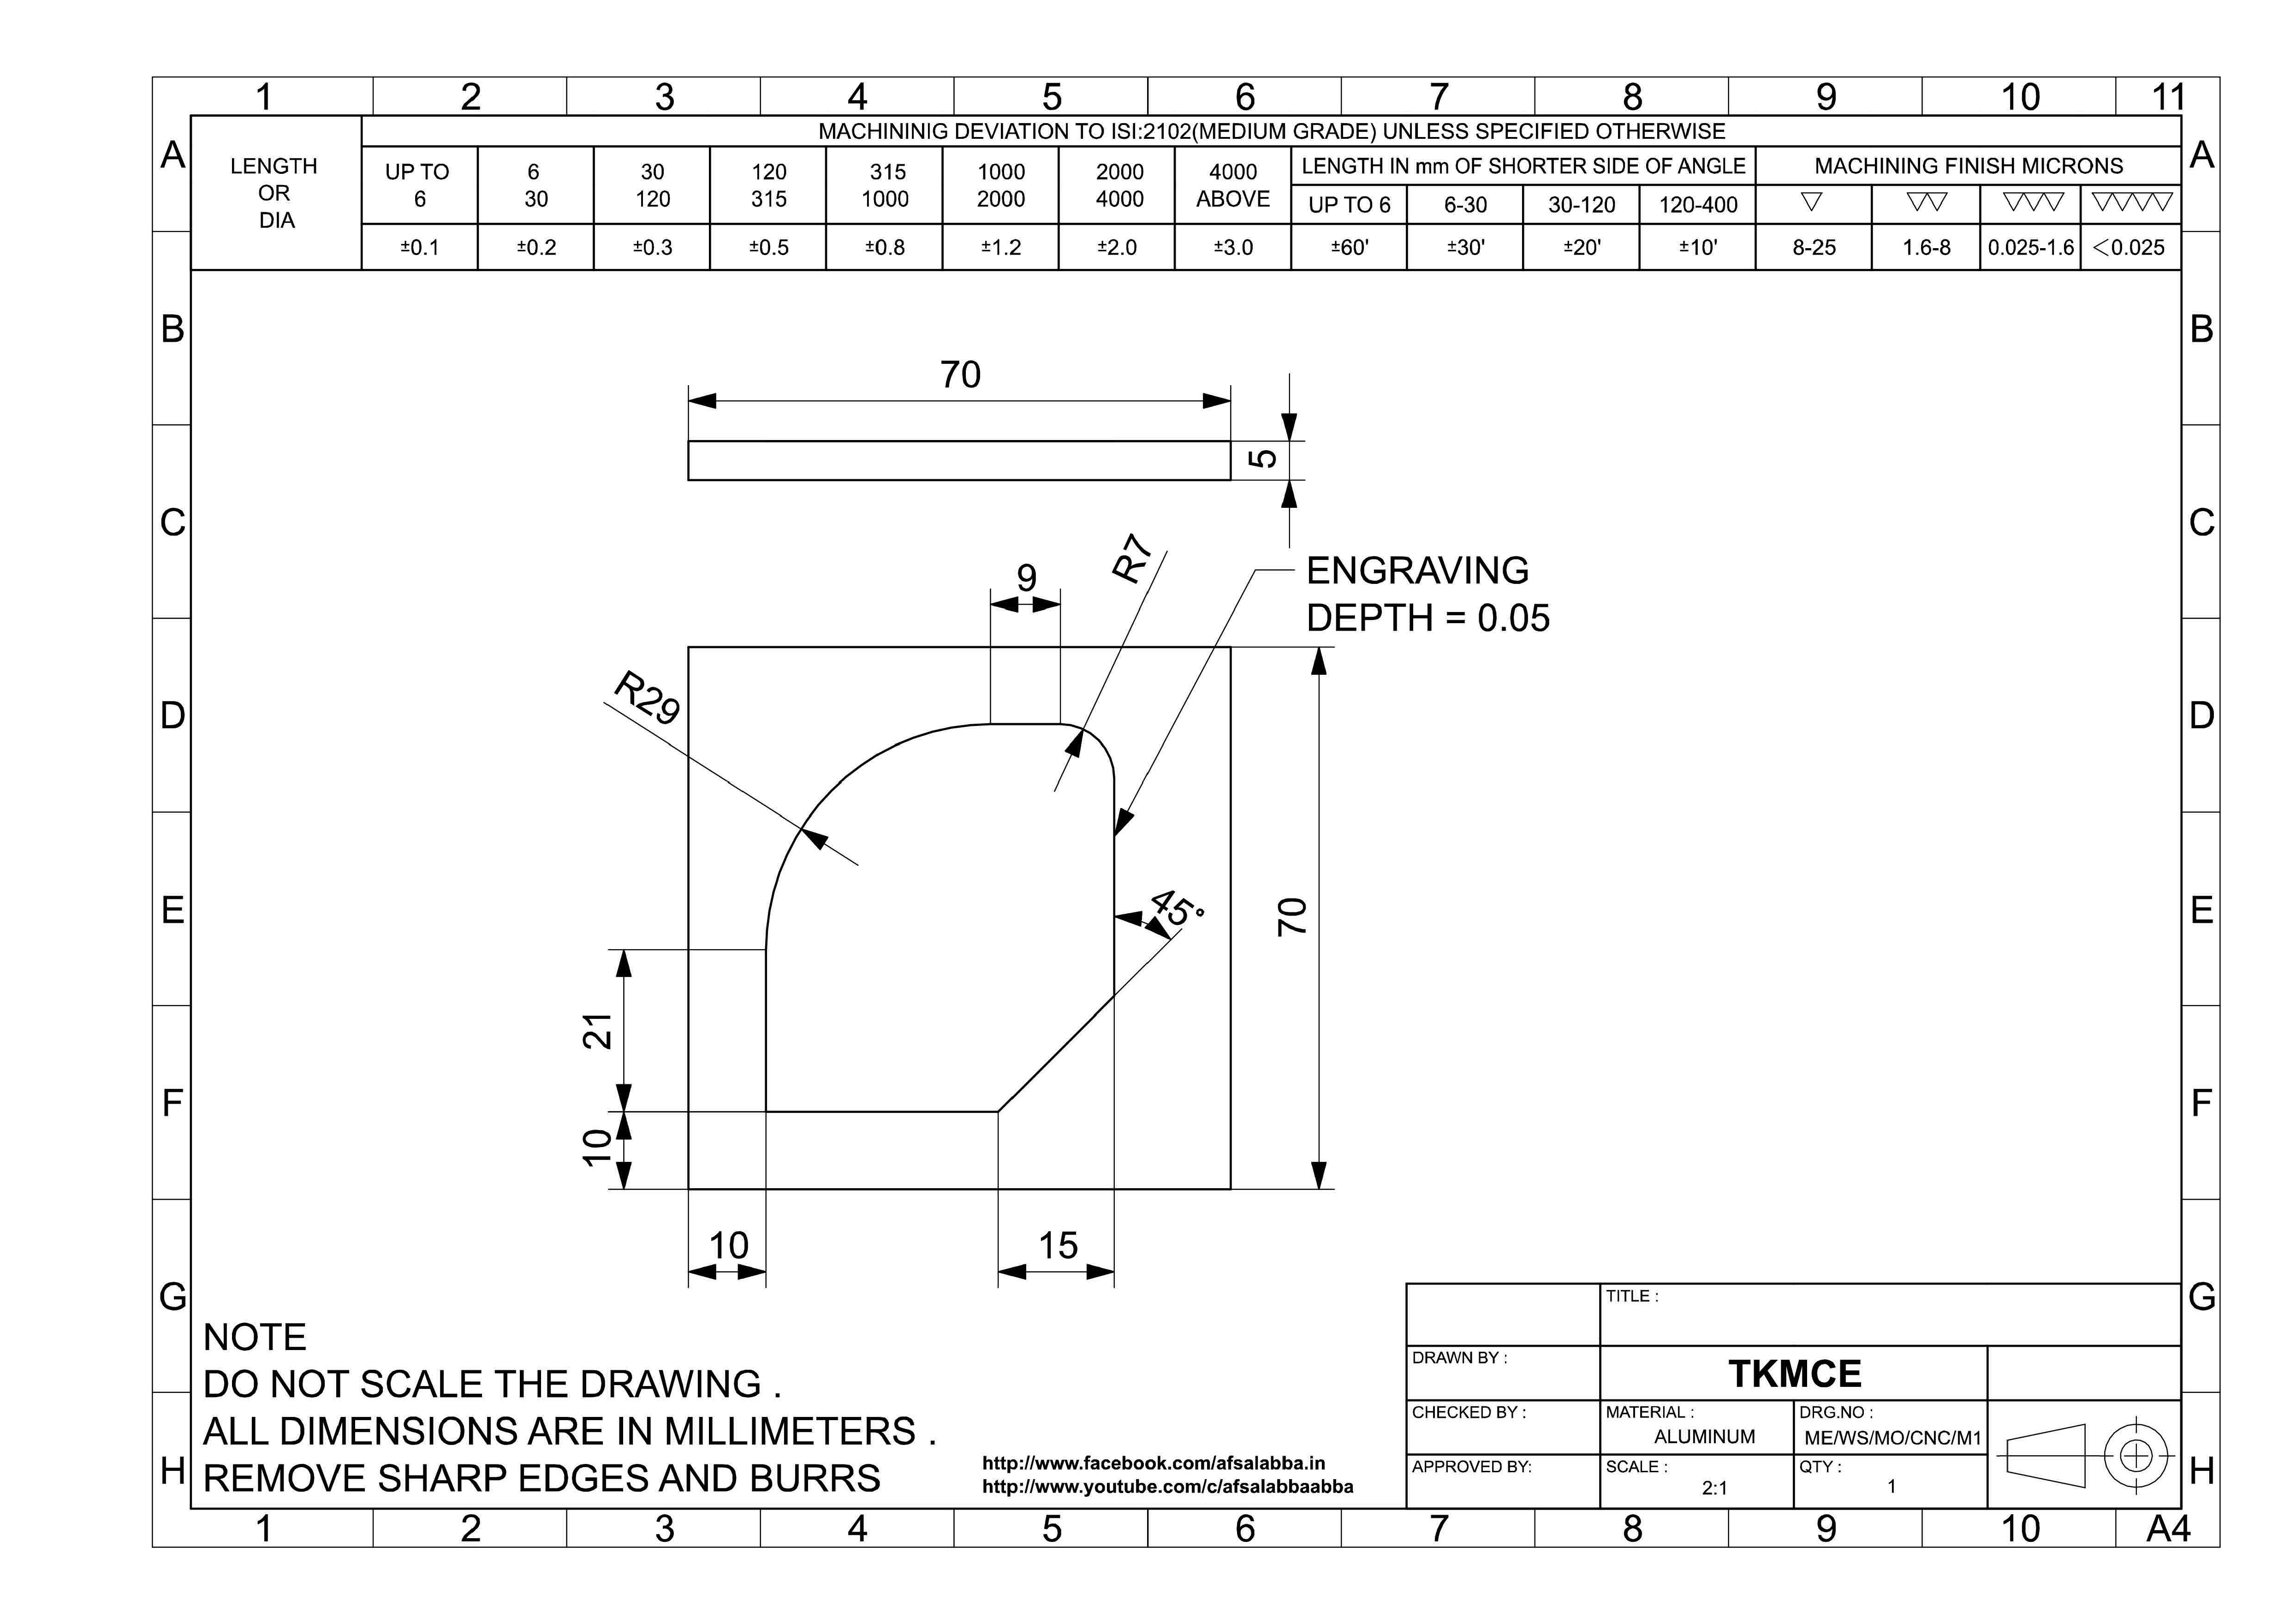 1 2 3 4 5 6 7 8 9 10 11
A A
MACHININIG DEVIATION TO ISI:2102(MEDIUM GRADE) UNLESS SPECIFIED OTHERWISE
LENGTH
OR
DIA
UP TO 6 30 120 315 1000 2000 4000 LENGTH IN mm OF SHORTER SIDE OF ANGLE MACHINING FINISH MICRONS
6 30 120 315 1000 2000 4000 ABOVE UP TO 6 6-30 30-120 120-400
±0.1 ±0.2 ±0.3 ±0.5 ±0.8 ±1.2 ±2.0 ±3.0 ±60' ±30' ±20' ±10' 8-25 1.6-8 0.025-1.6 <0.025
B B
70
5
C C
R7
ENGRAVING
DEPTH = 0.05
9
R29
D D
45°
70
E E
21
F F
10
10 15
G G
NOTE
DO NOT SCALE THE DRAWING .
ALL DIMENSIONS ARE IN MILLIMETERS .
REMOVE SHARP EDGES AND BURRS
http://www.facebook.com/afsalabba.in
http://www.youtube.com/c/afsalabbaabba
TITLE :
DRAWN BY :
TKMCE
CHECKED BY :
MATERIAL :
ALUMINUM
DRG.NO :
ME/WS/MO/CNC/M1
APPROVED BY:
SCALE :
2:1
QTY :
1
H H
1 2 3 4 5 6 7 8 9 10 A4